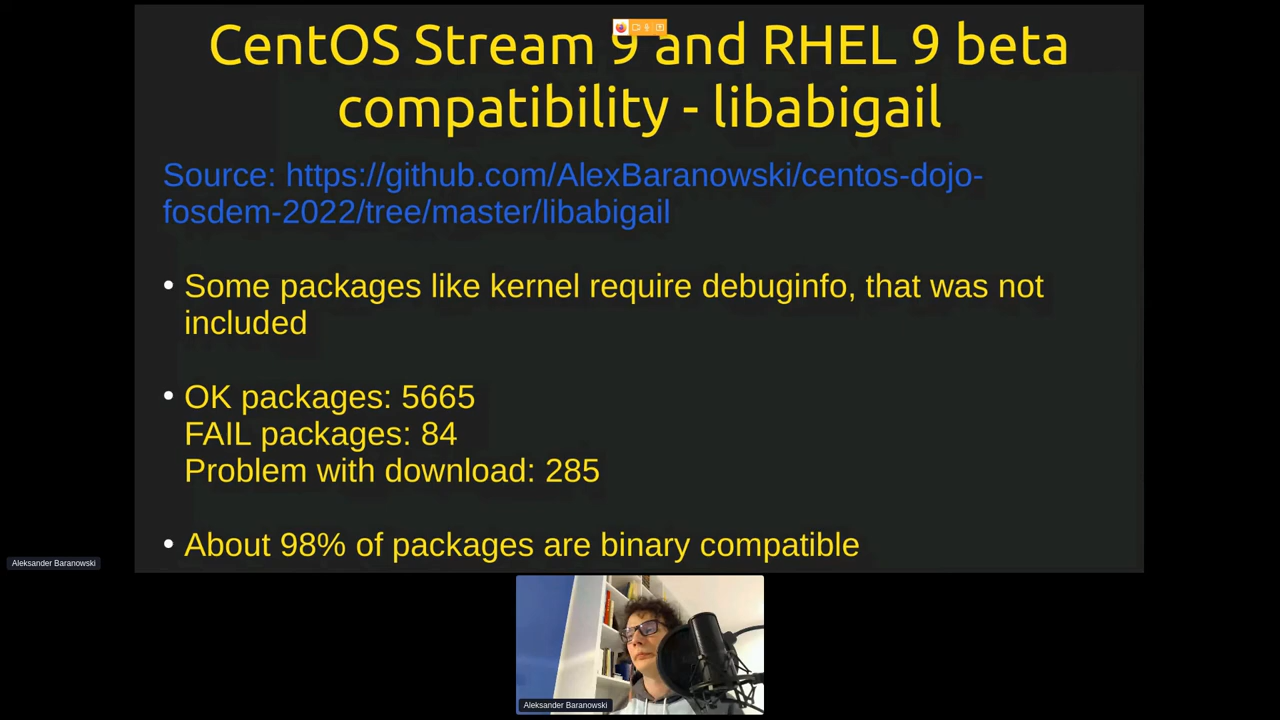 CentOS Stream 9 and RHEL 9 beta
compatibility - libabigail
Source: https://github.com/AlexBaranowski/centos-dojo-
fosdem-2022/tree/master/libabigail
• Some packages like kernel require debuginfo, that was not
included
• OK packages: 5665
FAIL packages: 84
Problem with download: 285
• About 98% of packages are binary compatible
Aleksander Baranowski
Aleksander Baranowski